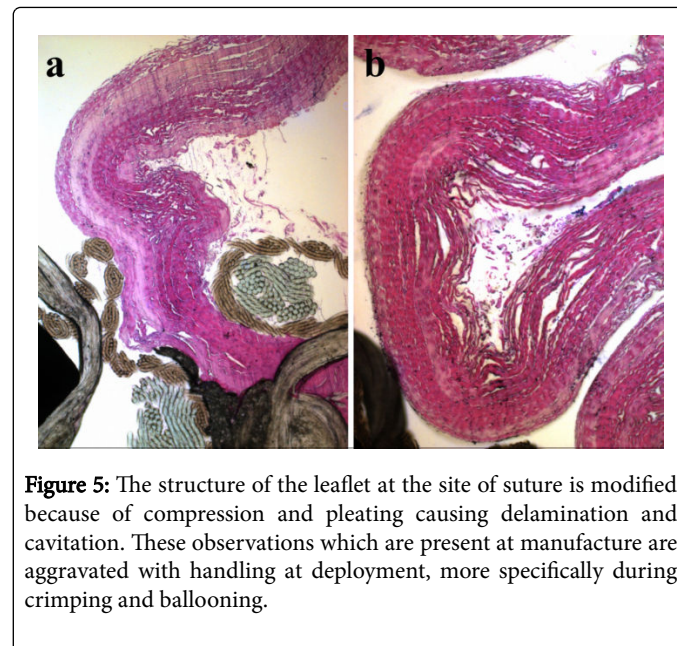 a
b
Figure 5: The structure of the leaflet at the site of suture is modified
because of compression and pleating causing delamination and
cavitation. These observations which are present at manufacture are
aggravated with handling at deployment, more specifically during
crimping and ballooning.